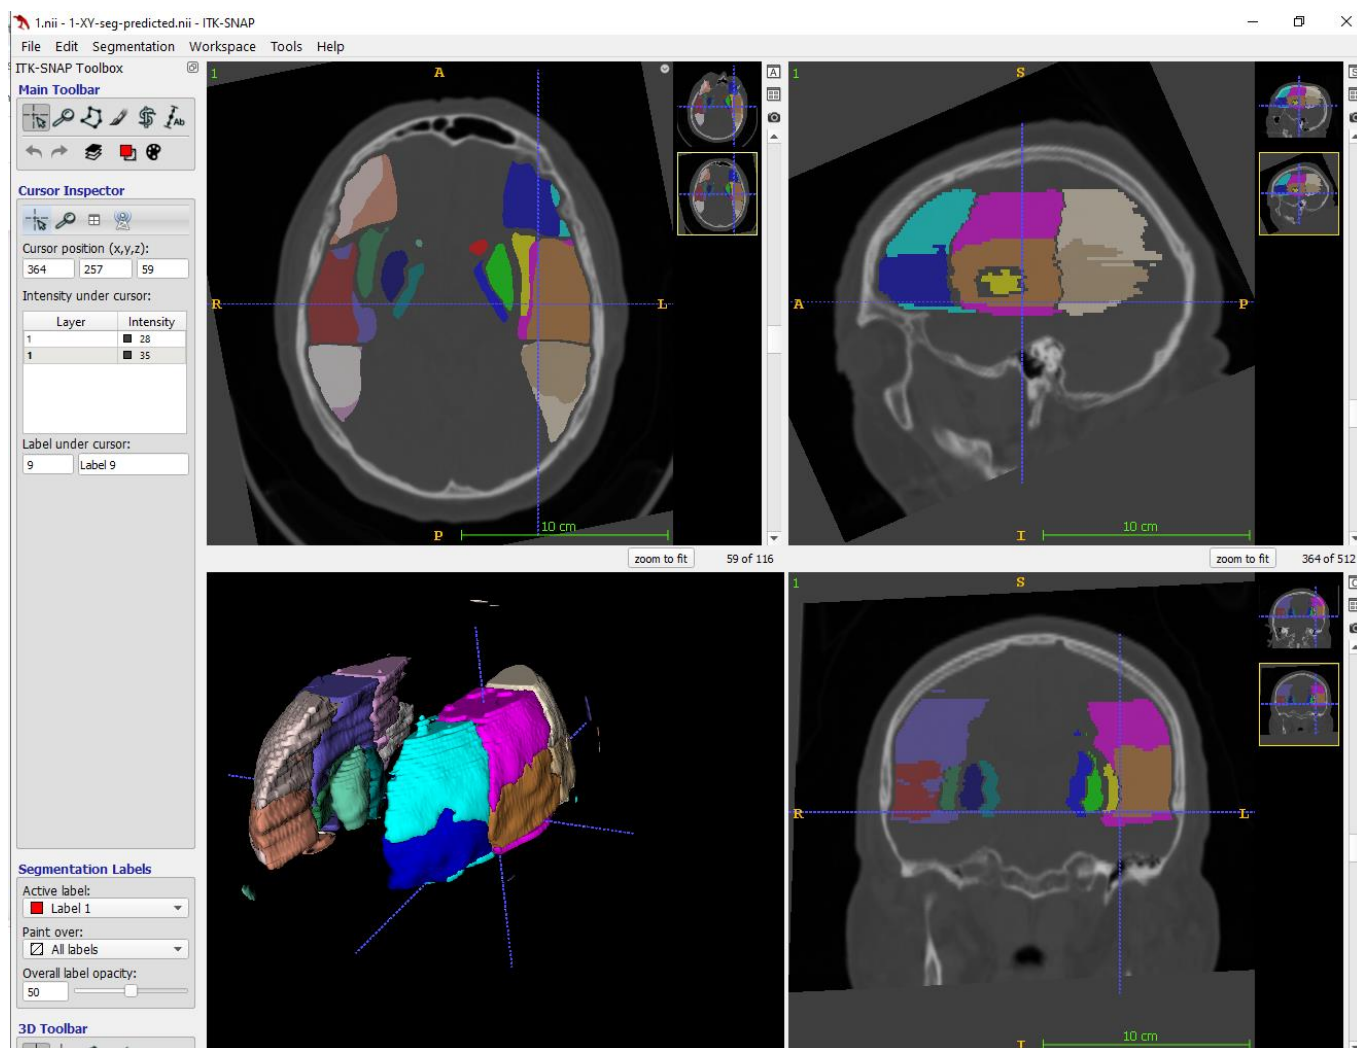 1.nii - 1-XY-seg-predicted.nii - ITK-SNAP
File Edit Segmentation Workspace Tools Help
ITK-SNAP Toolbox
Main Toolbar
Ab
Cursor Inspector
Cursor position (x,y,z):
364 257 59
Intensity under cursor:
Layer Intensity
1 28
1 35
Label under cursor:
9 Label 9
Segmentation Labels
Active label:
Label 1
Paint over:
All labels
Overall label opacity:
50
3D Toolbar
1
A
R
L
P
10 cm
A
zoom to fit 59 of 116
1
S
A
P
I
10 cm
zoom to fit 364 of 512
1
S
R
L
I
10 cm